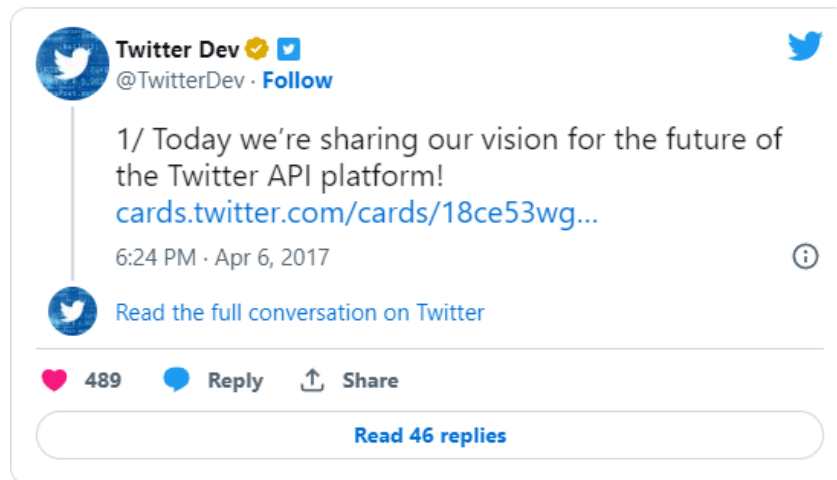 Twitter Dev
@TwitterDev · Follow
1/ Today we’re sharing our vision for the future of
the Twitter API platform!
cards.twitter.com/cards/18ce53wg…
6:24 PM · Apr 6, 2017
Read the full conversation on Twitter
489 Reply Share
Read 46 replies